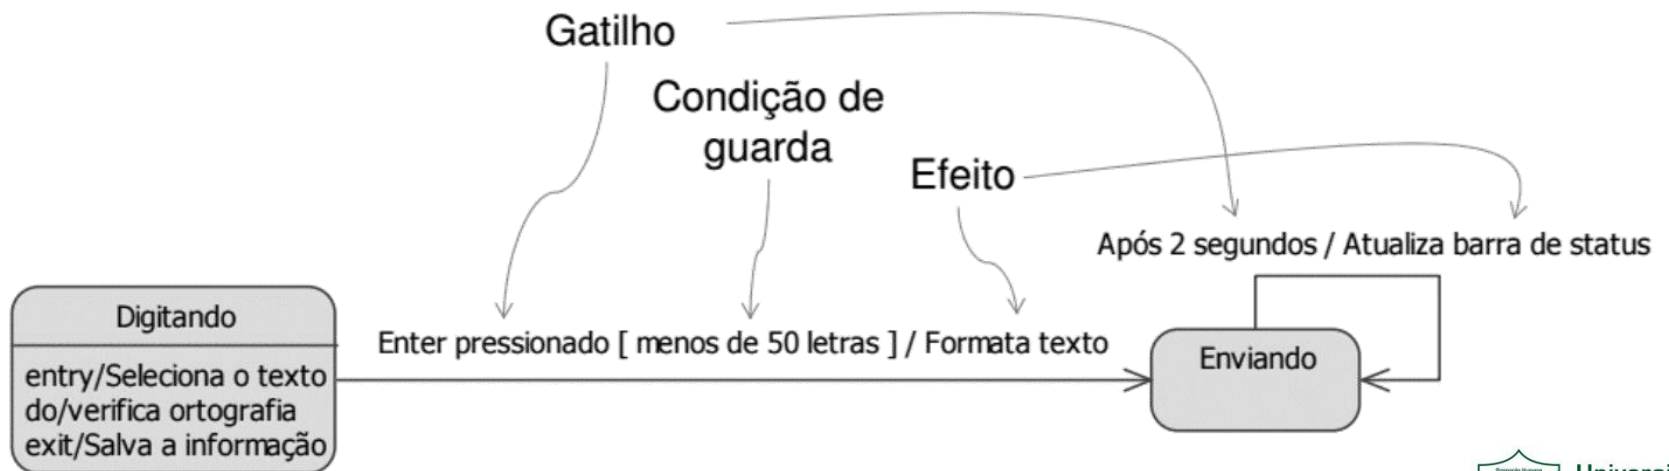 Gatilho
Condição de
guarda
Efeito
Após 2 segundos / Atualiza barra de status
Digitando
Enter pressionado [ menos de 50 letras ] / Formata texto
Enviando
entry/Seleciona o texto
do/verifica ortografia
exit/Salva a informação